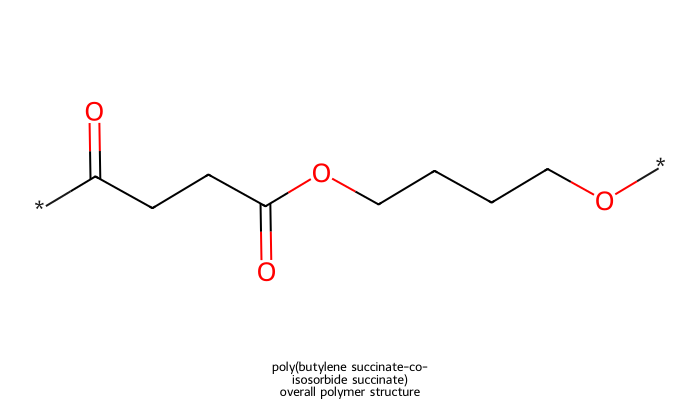 O
*
O
*
O
O
poly(butylene succinate-co-
isosorbide succinate)
overall polymer structure